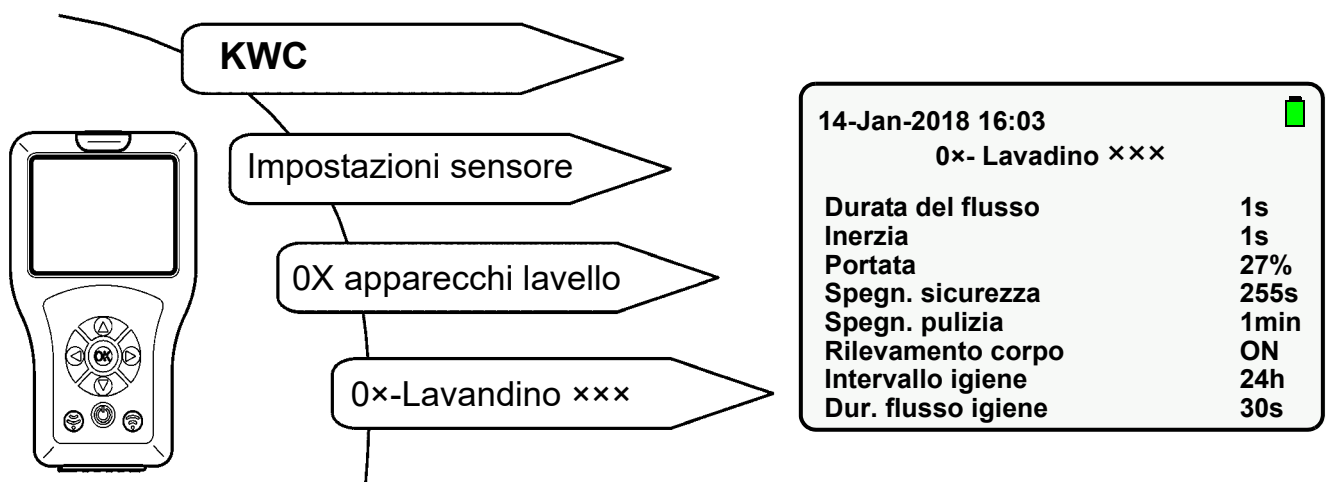 KWC
Impostazioni sensore
0X apparecchi lavello
0×-Lavandino ×××
OK
14-Jan-2018 16:03
0×- Lavadino ×××
Durata del flusso 1s
Inerzia 1s
Portata 27%
Spegn. sicurezza 255s
Spegn. pulizia 1min
Rilevamento corpo ON
Intervallo igiene 24h
Dur. flusso igiene 30s